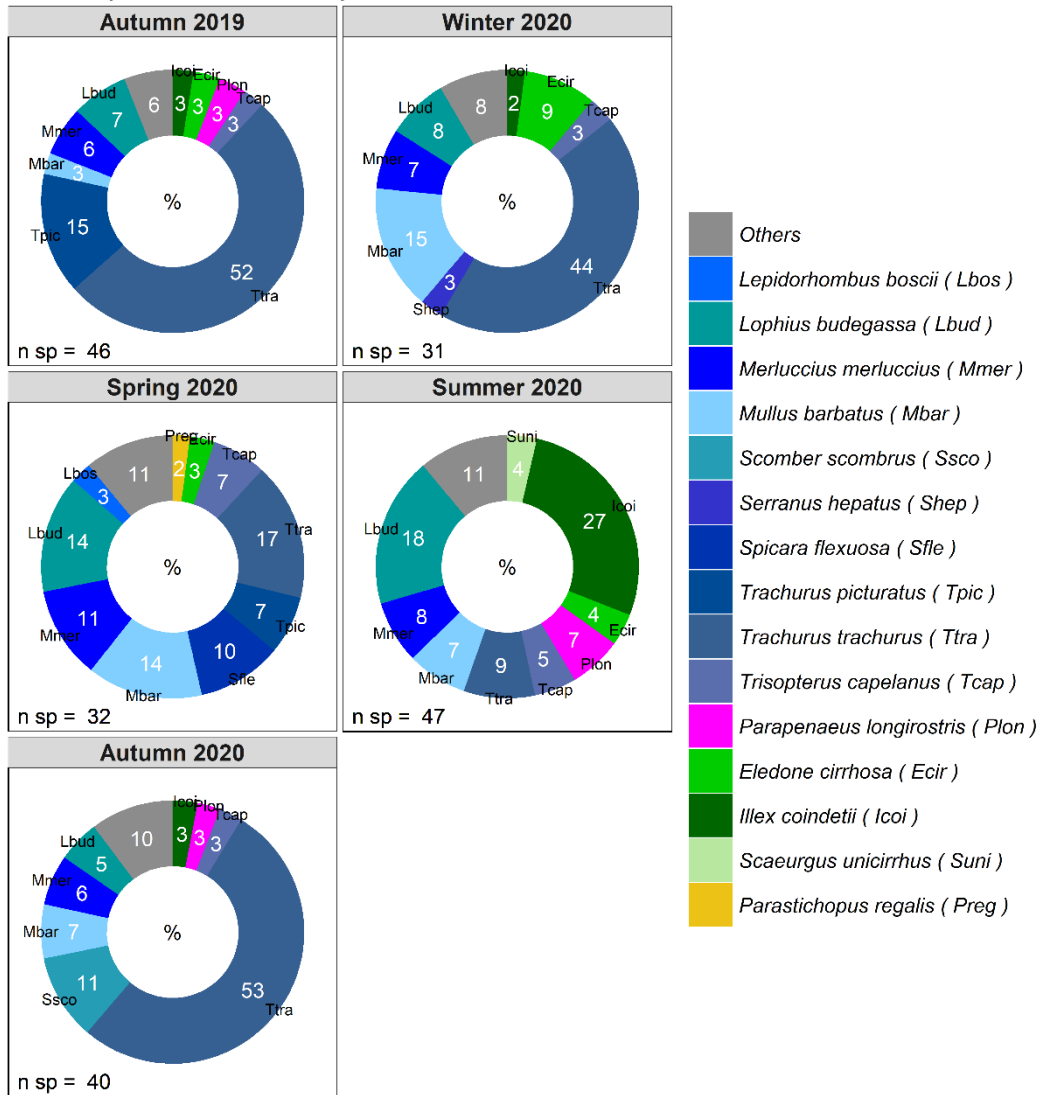 Autumn 2019
Icoi
Ecir
Plon
Tcap
Ttra
Tpic
Mbar
Mmer
Lbud
3
3
3
3
52
15
3
6
7
6
%
n sp = 46
Winter 2020
Icoi
Ecir
Tcap
Ttra
Shep
Mbar
Mmer
Lbud
2
9
3
44
3
15
7
8
8
%
n sp = 31
Spring 2020
Preg
Ecir
Tcap
Ttra
Tpic
Sfle
Mbar
Mmer
Lbud
Lbos
2
3
7
17
7
10
14
11
14
3
11
%
n sp = 32
Summer 2020
Suni
Icoi
Ecir
Plon
Tcap
Ttra
Mbar
Mmer
Lbud
4
27
4
7
5
9
7
8
18
11
%
n sp = 47
Autumn 2020
Icoi
Plon
Tcap
Ttra
Ssco
Mbar
Mmer
Lbud
3
3
3
53
11
7
6
5
10
%
n sp = 40
Others
Lepidorhombus boscii ( Lbos )
Lophius budegassa ( Lbud )
Merluccius merluccius ( Mmer )
Mullus barbatus ( Mbar )
Scomber scombrus ( Ssco )
Serranus hepatus ( Shep )
Spicara flexuosa ( Sfle )
Trachurus picturatus ( Tpic )
Trachurus trachurus ( Ttra )
Trisopterus capelanus ( Tcap )
Parapenaeus longirostris ( Plon )
Eledone cirrhosa ( Ecir )
Illex coindetii ( Icoi )
Scaeurgus unicirrhus ( Suni )
Parastichopus regalis ( Preg )